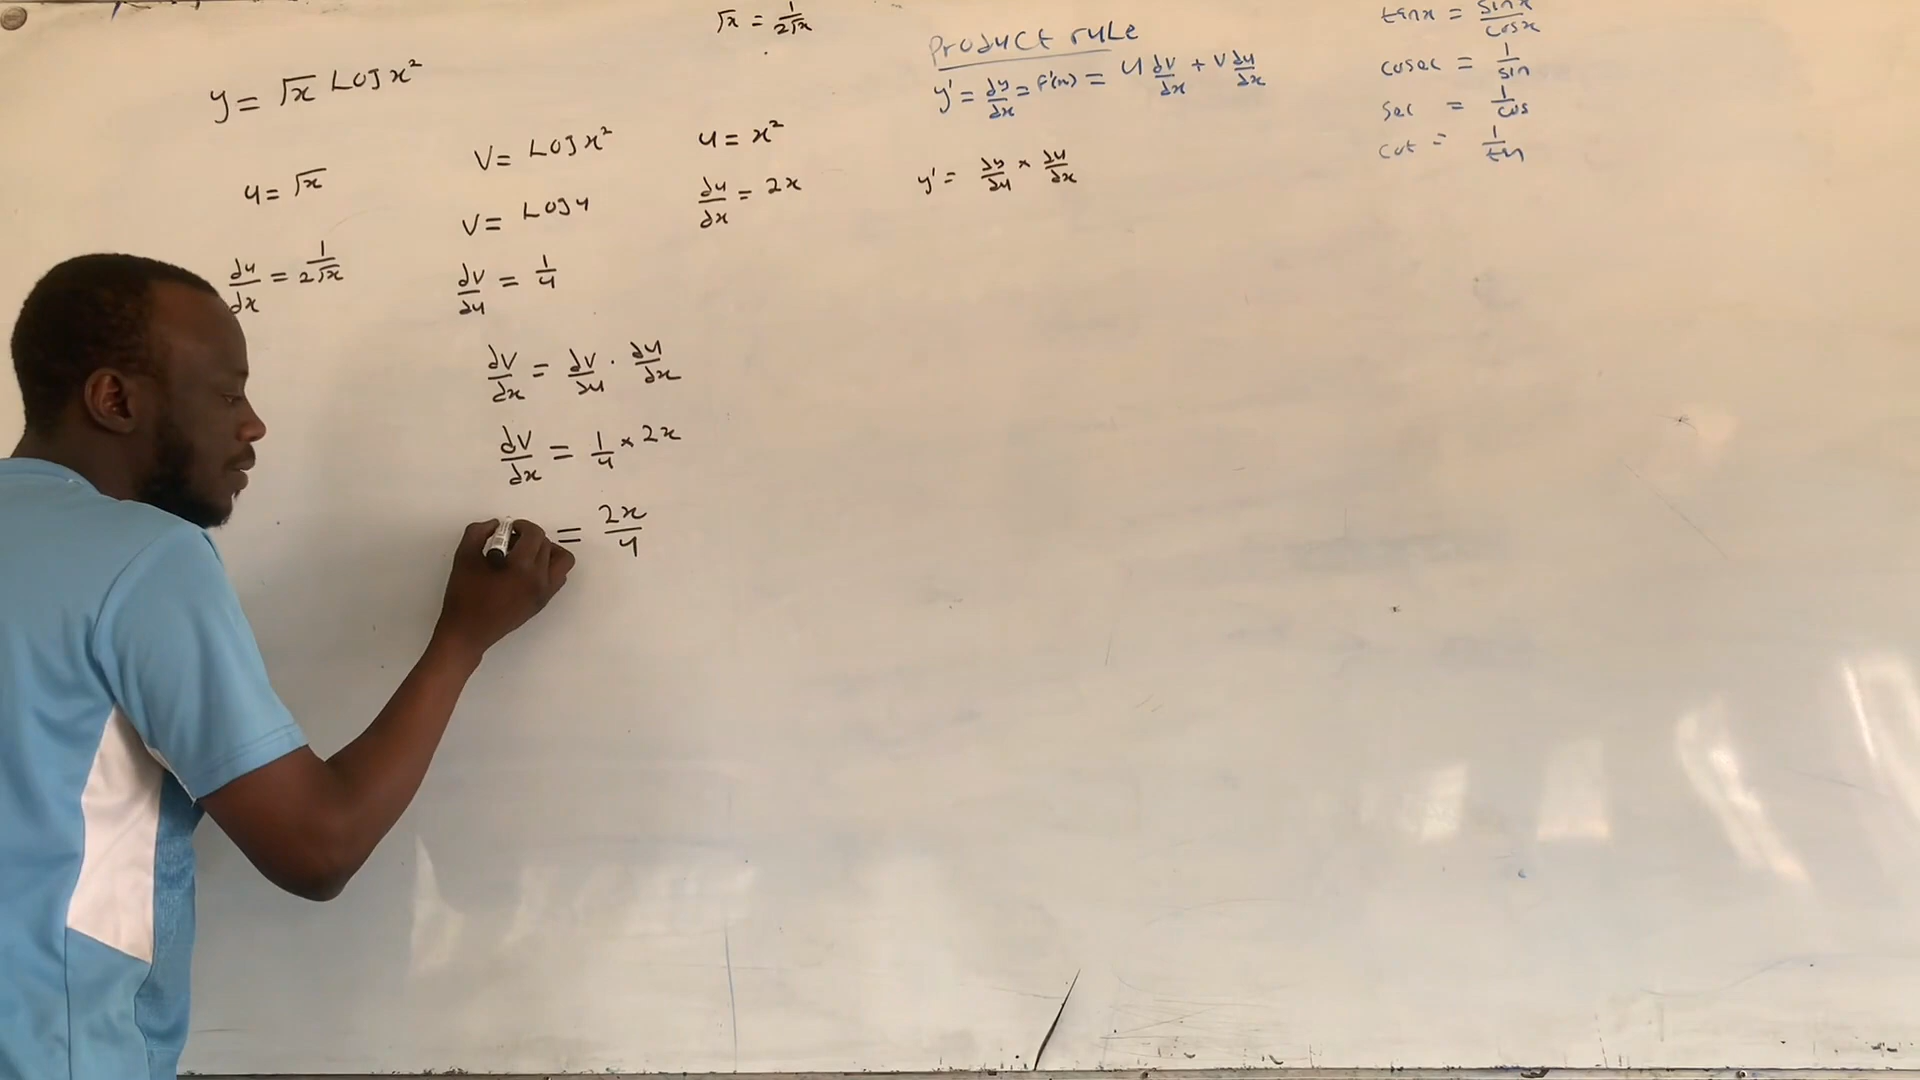 √x = 1/2√x
y = √x Log x²
u = √x
du/dx = 1/2√x
v = Log x²
v = Log u
dv/du = 1/u
dv/dx = dv/du · du/dx
dv/dx = 1/u × 2x
= 2x/u
u = x²
du/dx = 2x
Product rule
y' = dy/dx = f'(x) = u dv/dx + v du/dx
y' = dy/du × du/dx
tanx = sinx/cosx
cosec = 1/sin
sec = 1/cos
cot = 1/tan